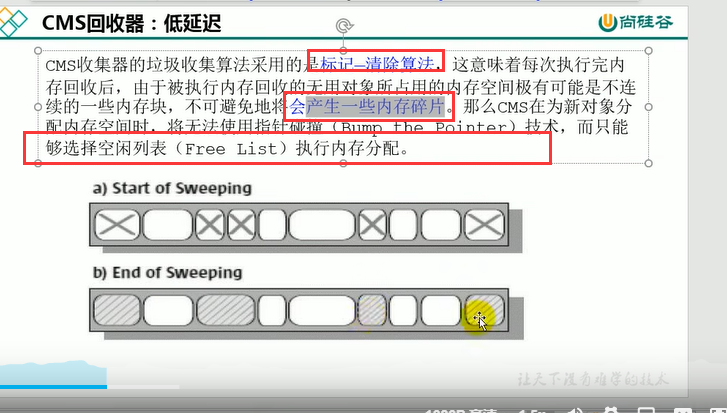 CMS回收器：低延迟
尚硅谷
CMS收集器的垃圾收集算法采用的是标记—清除算法，这意味着每次执行完内
存回收后，由于被执行内存回收的无用对象所占用的内存空间极有可能是不连
续的一些内存块，不可避免地将会产生一些内存碎片。那么CMS在为新对象分
配内存空间时，将无法使用指针碰撞（Bump the Pointer）技术，而只能
够选择空闲列表（Free List）执行内存分配。
a) Start of Sweeping
b) End of Sweeping
让天下没有难学的技术